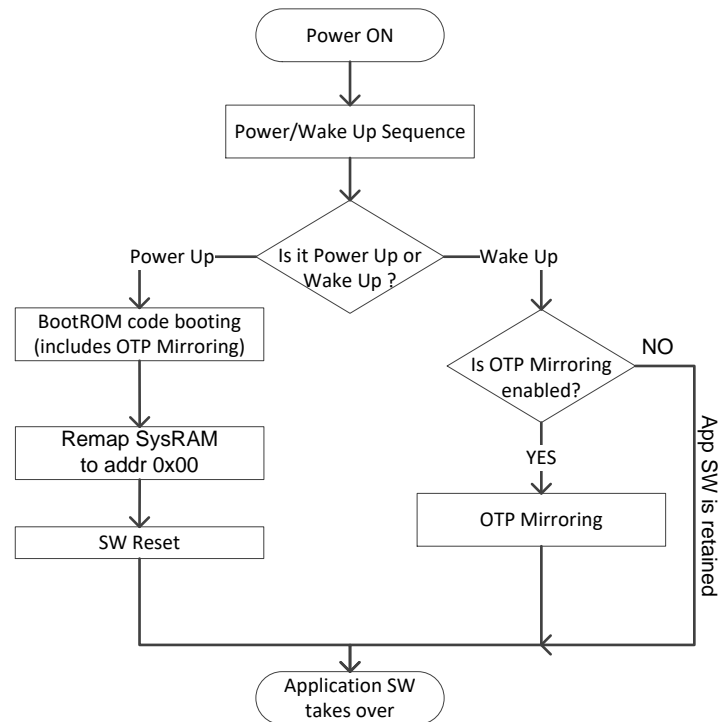 Power ON
Power/Wake Up Sequence
Is it Power Up or
Wake Up ?
Power Up
Wake Up
BootROM code booting
(includes OTP Mirroring)
Is OTP Mirroring
enabled?
NO
App SW is retained
Remap SysRAM
to addr 0x00
YES
OTP Mirroring
SW Reset
Application SW
takes over